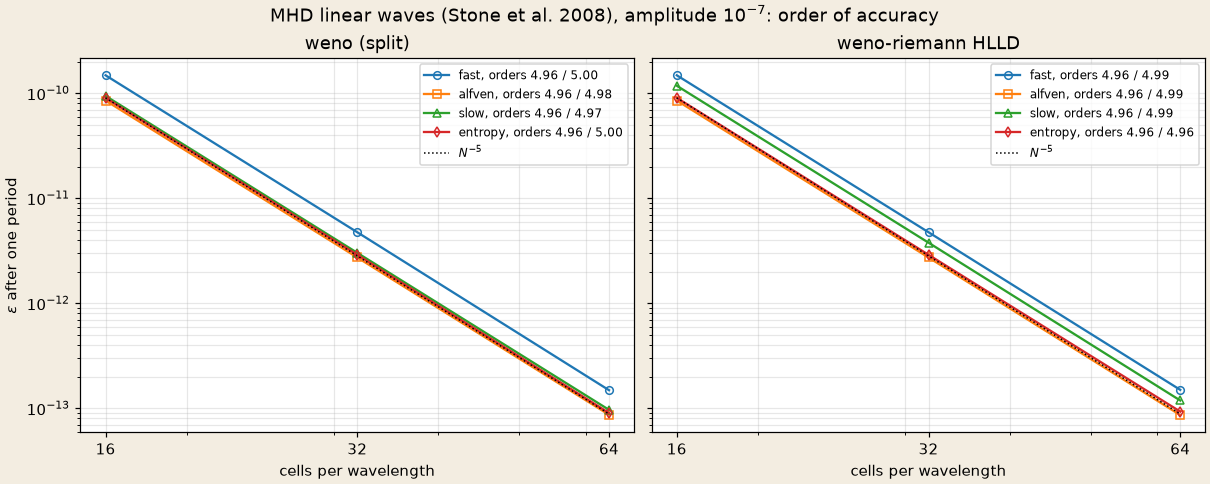 MHD linear waves (Stone et al. 2008), amplitude 10⁻⁷: order of accuracy
weno (split)
fast, orders 4.96 / 5.00
alfven, orders 4.96 / 4.98
slow, orders 4.96 / 4.97
entropy, orders 4.96 / 5.00
N⁻⁵
10⁻¹⁰
10⁻¹¹
10⁻¹²
10⁻¹³
ε after one period
16
32
64
cells per wavelength
weno-riemann HLLD
fast, orders 4.96 / 4.99
alfven, orders 4.96 / 4.99
slow, orders 4.96 / 4.99
entropy, orders 4.96 / 4.96
N⁻⁵
16
32
64
cells per wavelength